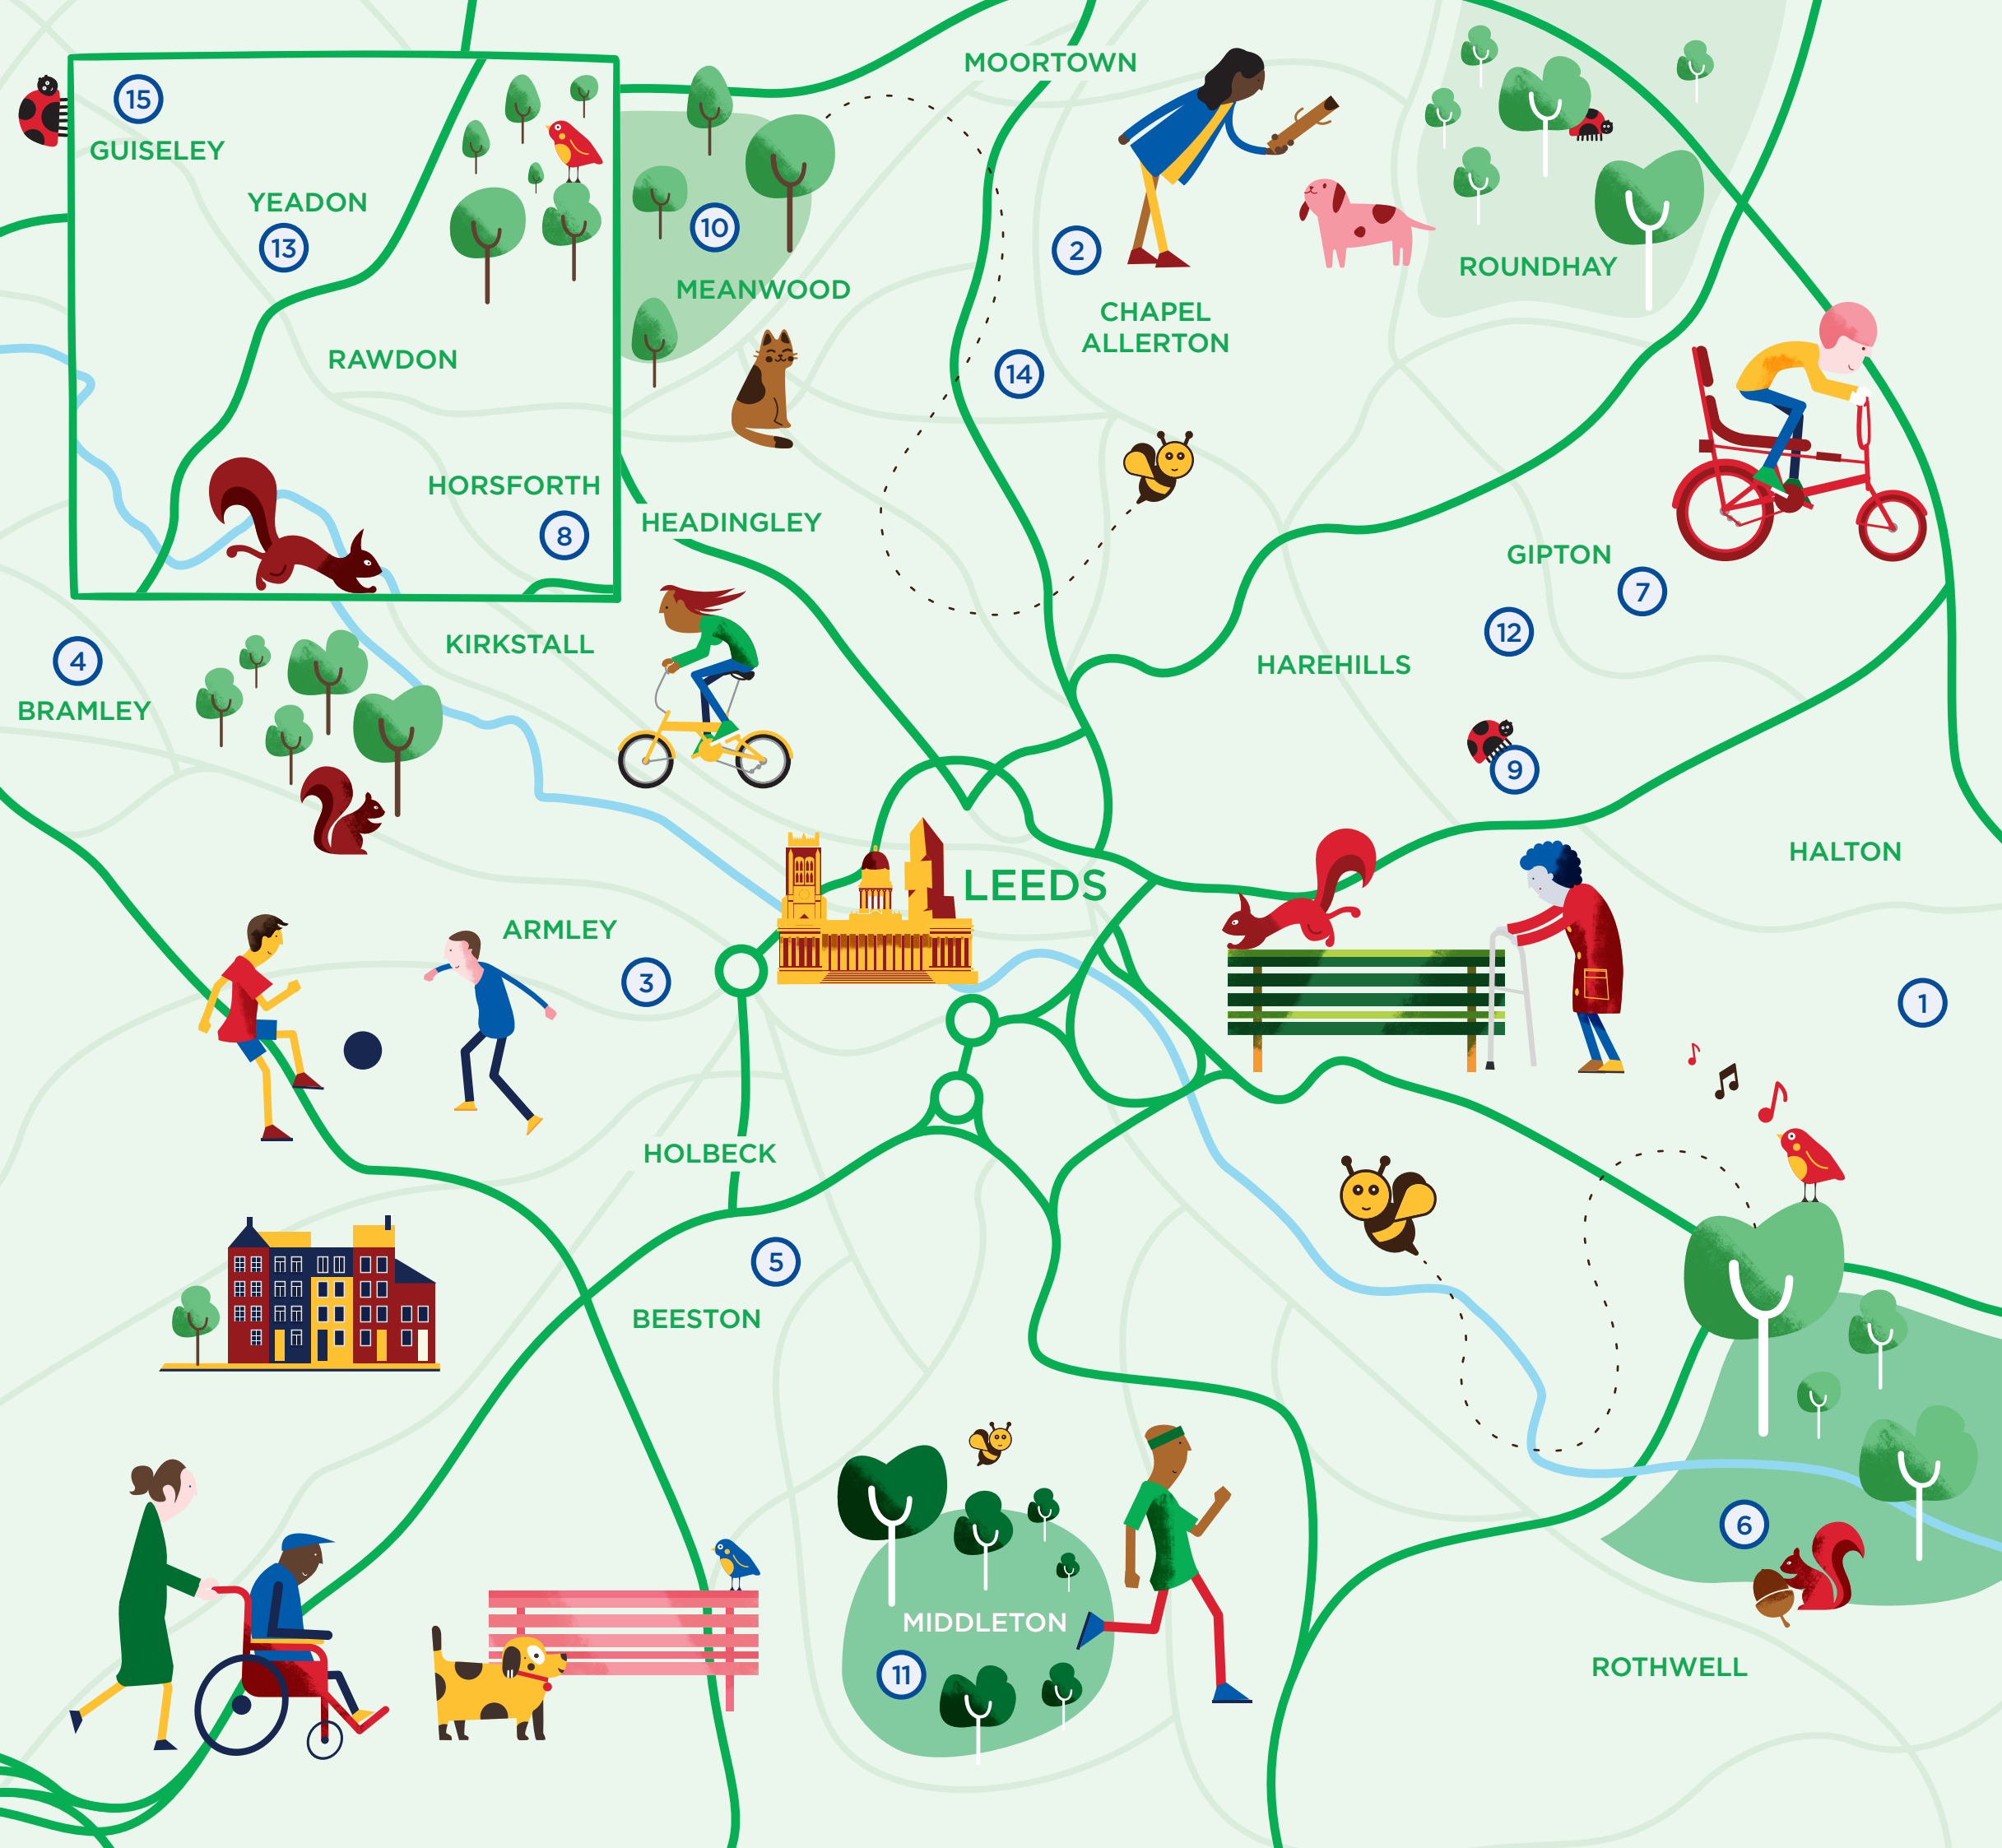 MOORTOWN
15
GUISELEY
YEADON
13
10
2
MEANWOOD
ROUNDHAY
CHAPEL
ALLERTON
RAWDON
14
HORSFORTH
8
HEADINGLEY
GIPTON
7
12
KIRKSTALL
HAREHILLS
4
BRAMLEY
9
HALTON
LEEDS
ARMLEY
3
1
HOLBECK
5
BEESTON
6
MIDDLETON
11
ROTHWELL